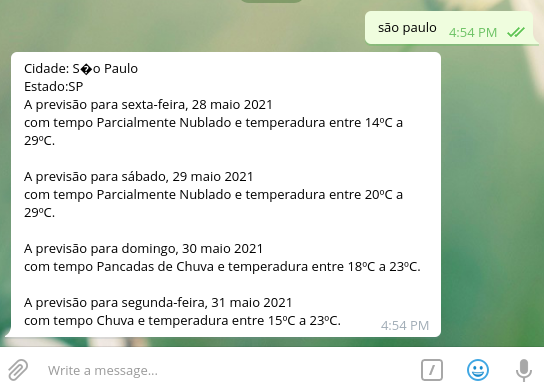 são paulo
4:54 PM
Cidade: S�o Paulo
Estado:SP
A previsão para sexta-feira, 28 maio 2021
com tempo Parcialmente Nublado e temperadura entre 14ºC a
29ºC.
A previsão para sábado, 29 maio 2021
com tempo Parcialmente Nublado e temperadura entre 20ºC a
29ºC.
A previsão para domingo, 30 maio 2021
com tempo Pancadas de Chuva e temperadura entre 18ºC a 23ºC.
A previsão para segunda-feira, 31 maio 2021
com tempo Chuva e temperadura entre 15ºC a 23ºC.
4:54 PM
Write a message...